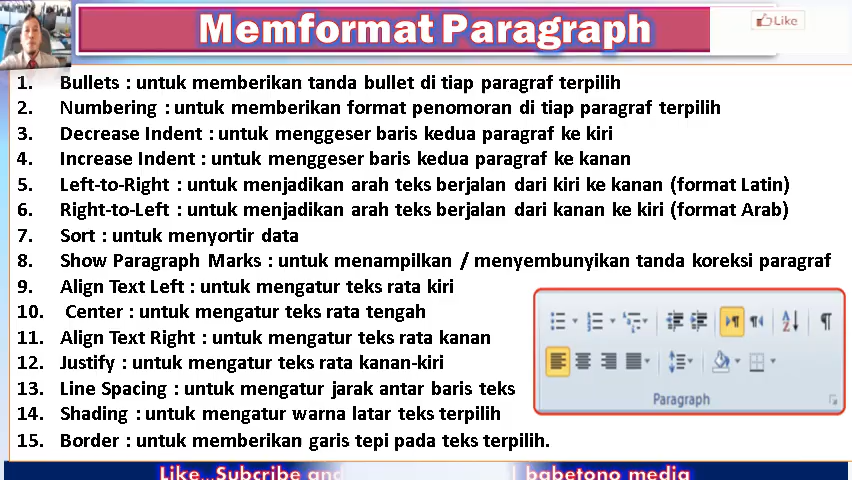 Memformat Paragraph
Like
1. Bullets : untuk memberikan tanda bullet di tiap paragraf terpilih
2. Numbering : untuk memberikan format penomoran di tiap paragraf terpilih
3. Decrease Indent : untuk menggeser baris kedua paragraf ke kiri
4. Increase Indent : untuk menggeser baris kedua paragraf ke kanan
5. Left-to-Right : untuk menjadikan arah teks berjalan dari kiri ke kanan (format Latin)
6. Right-to-Left : untuk menjadikan arah teks berjalan dari kanan ke kiri (format Arab)
7. Sort : untuk menyortir data
8. Show Paragraph Marks : untuk menampilkan / menyembunyikan tanda koreksi paragraf
9. Align Text Left : untuk mengatur teks rata kiri
10. Center : untuk mengatur teks rata tengah
11. Align Text Right : untuk mengatur teks rata kanan
12. Justify : untuk mengatur teks rata kanan-kiri
13. Line Spacing : untuk mengatur jarak antar baris teks
14. Shading : untuk mengatur warna latar teks terpilih
15. Border : untuk memberikan garis tepi pada teks terpilih.
Paragraph
Like...Subcribe and babetono media